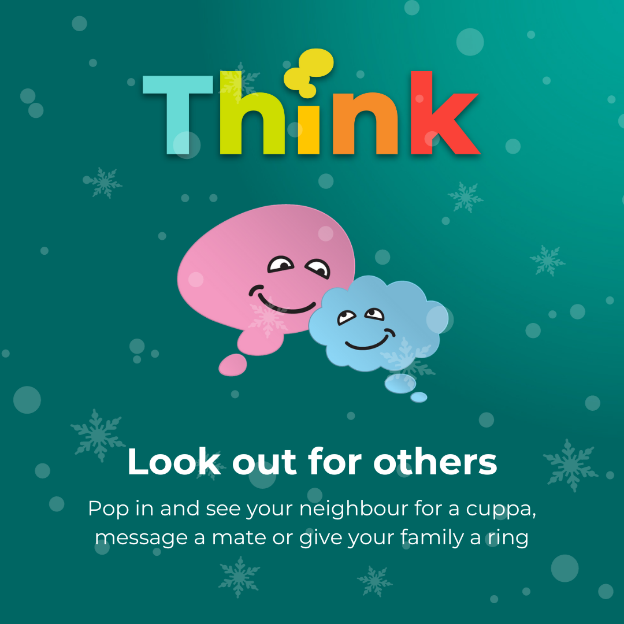 Think
Look out for others
Pop in and see your neighbour for a cuppa,
message a mate or give your family a ring